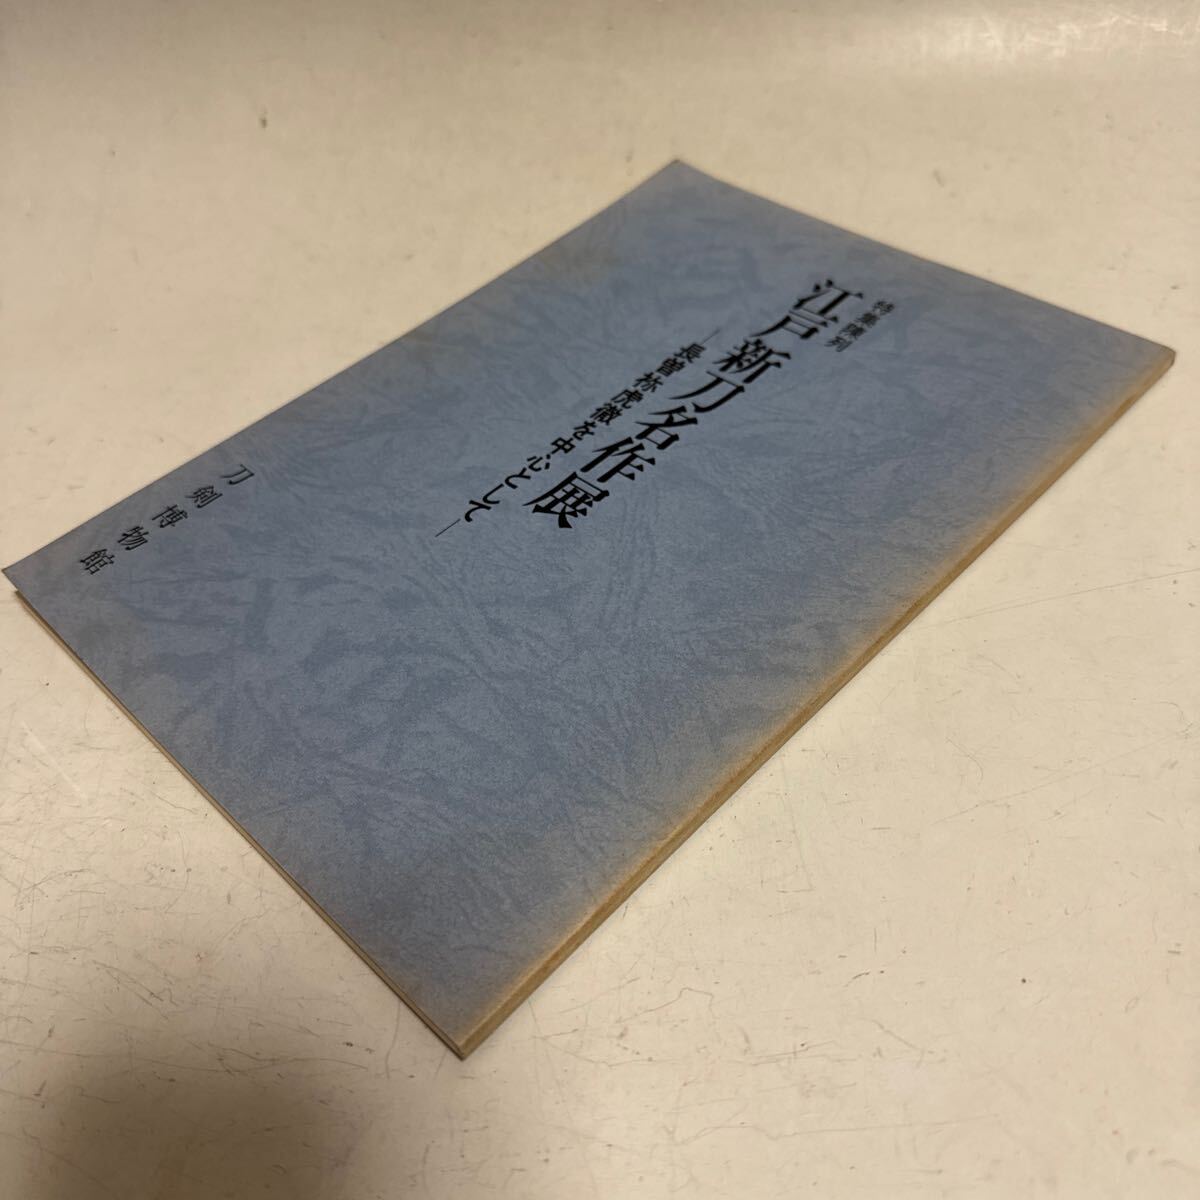 特集陳列
江戸新刀名作展
―長曽祢虎徹を中心として―
刀剣博物館